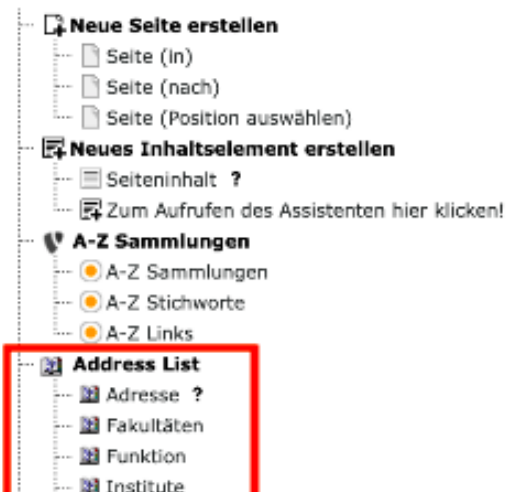 Neue Seite erstellen
Seite (in)
Seite (nach)
Seite (Position auswählen)
Neues Inhaltselement erstellen
Seiteninhalt ?
Zum Aufrufen des Assistenten hier klicken!
A-Z Sammlungen
A-Z Sammlungen
A-Z Stichworte
A-Z Links
Address List
Adresse ?
Fakultäten
Funktion
Institute